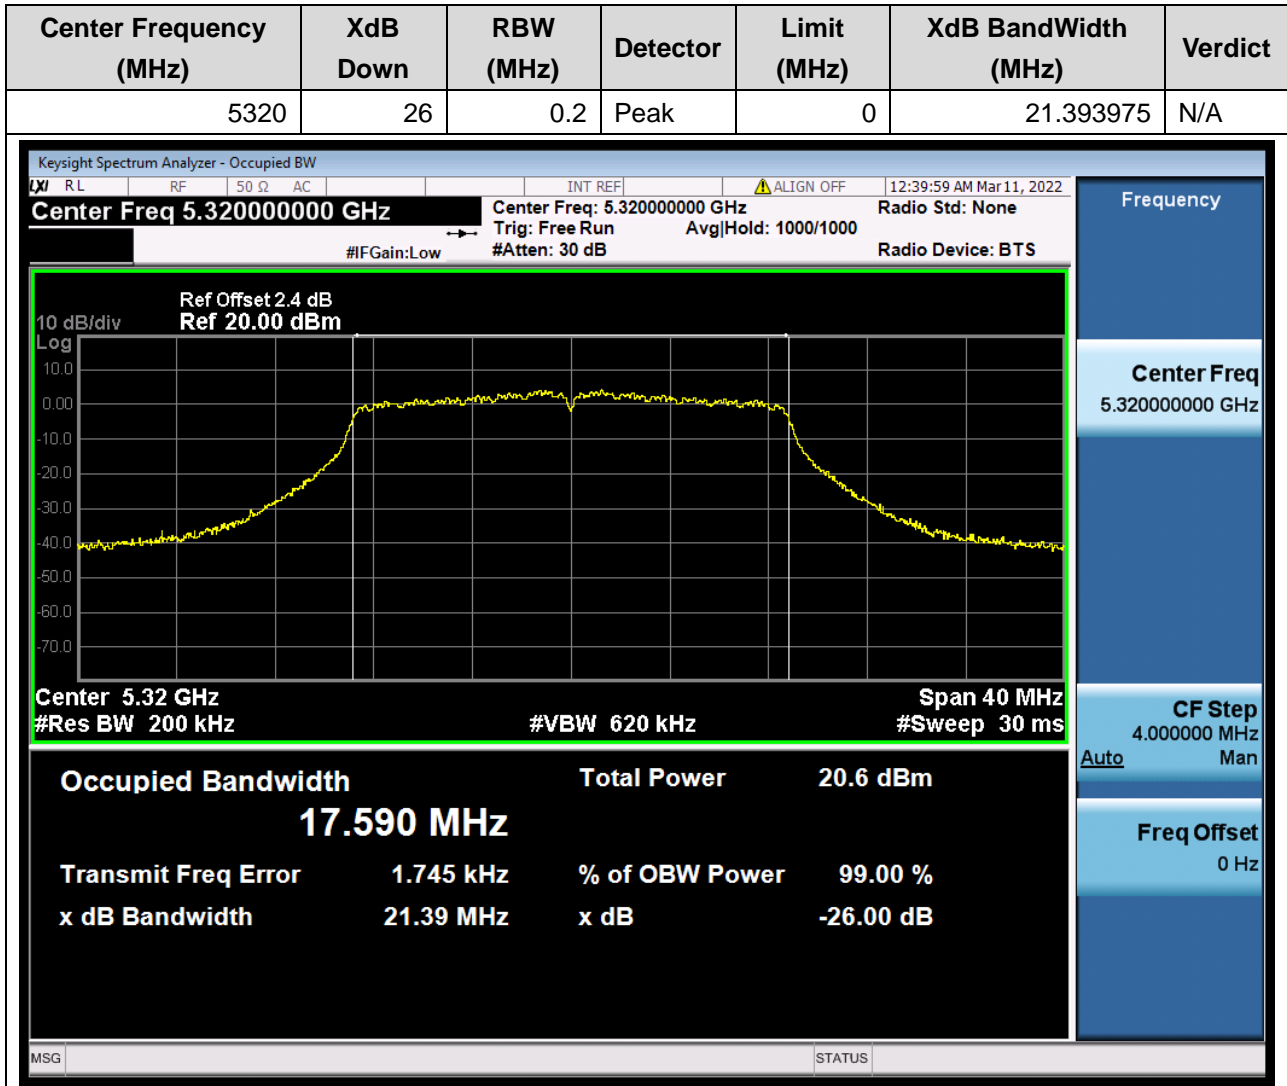 Center Frequency (MHz) XdB Down RBW (MHz) Detector Limit (MHz) XdB BandWidth (MHz) Verdict
5320 26 0.2 Peak 0 21.393975 N/A
Keysight Spectrum Analyzer - Occupied BW
LXI RL RF 50 Ω AC INT REF ALIGN OFF 12:39:59 AM Mar 11, 2022
Center Freq 5.320000000 GHz
Center Freq: 5.320000000 GHz
Radio Std: None
Trig: Free Run Avg|Hold: 1000/1000
#IFGain:Low #Atten: 30 dB Radio Device: BTS
Ref Offset 2.4 dB
10 dB/div Ref 20.00 dBm
Log
10.0
0.00
-10.0
-20.0
-30.0
-40.0
-50.0
-60.0
-70.0
Center 5.32 GHz Span 40 MHz
#Res BW 200 kHz #VBW 620 kHz #Sweep 30 ms
Occupied Bandwidth Total Power 20.6 dBm
17.590 MHz
Transmit Freq Error 1.745 kHz % of OBW Power 99.00 %
x dB Bandwidth 21.39 MHz x dB -26.00 dB
Frequency
Center Freq
5.320000000 GHz
CF Step
4.000000 MHz
Auto Man
Freq Offset
0 Hz
MSG STATUS